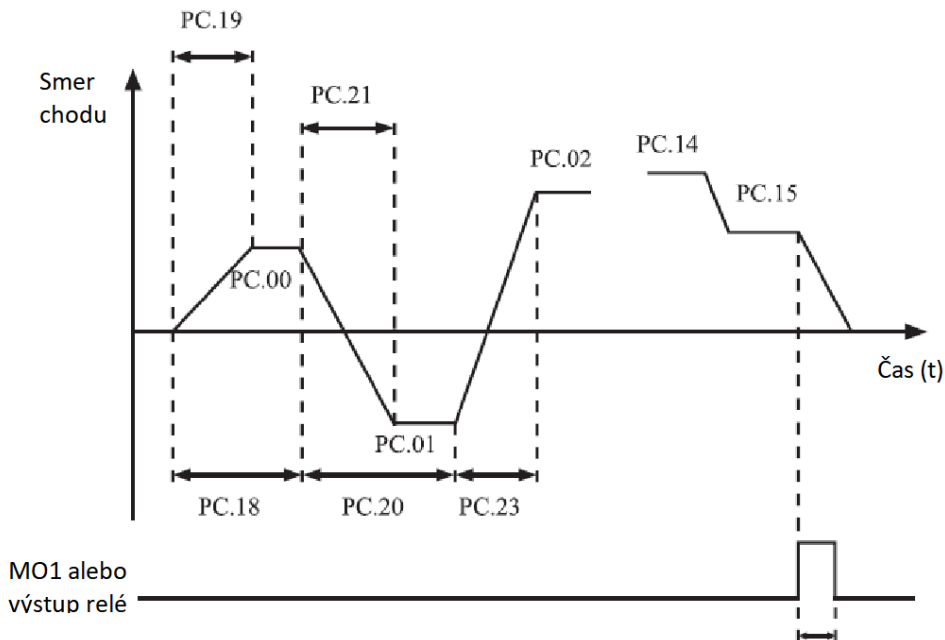 PC.19
Smer
chodu
PC.21
PC.02
PC.14
PC.15
PC.00
Čas (t)
PC.01
PC.18
PC.20
PC.23
MO1 alebo
výstup relé